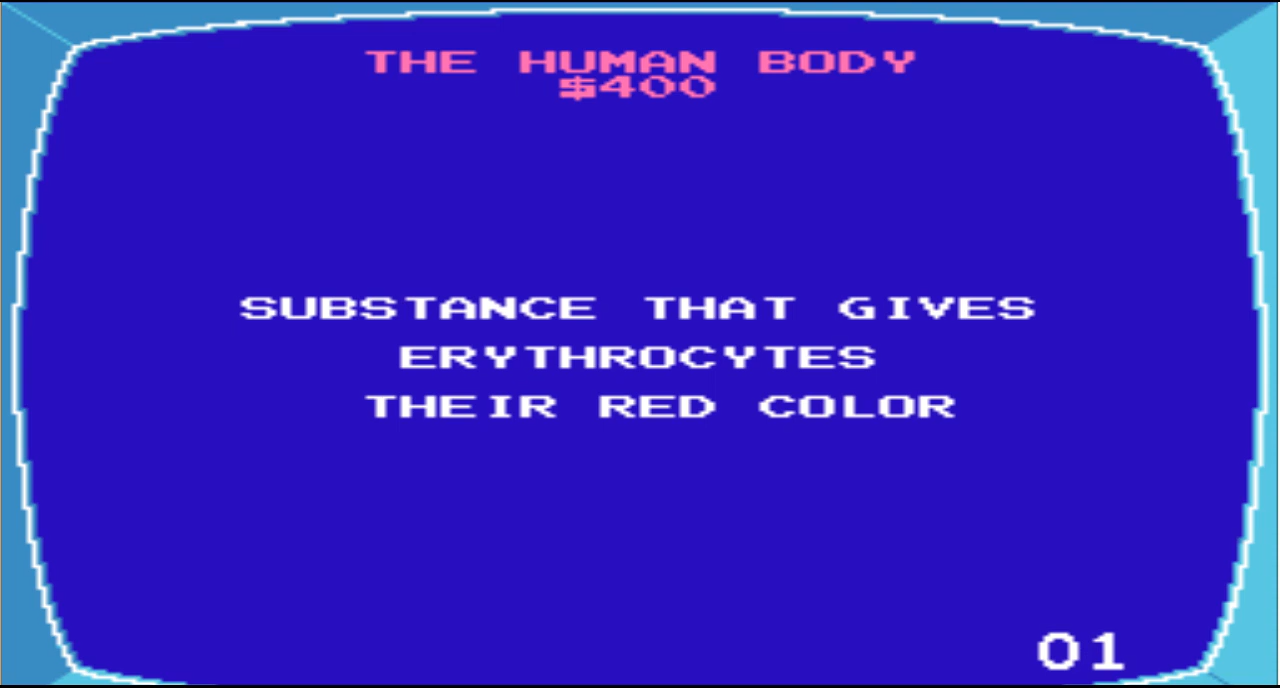 THE HUMAN BODY
$400
SUBSTANCE THAT GIVES
ERYTHROCYTES
THEIR RED COLOR
01